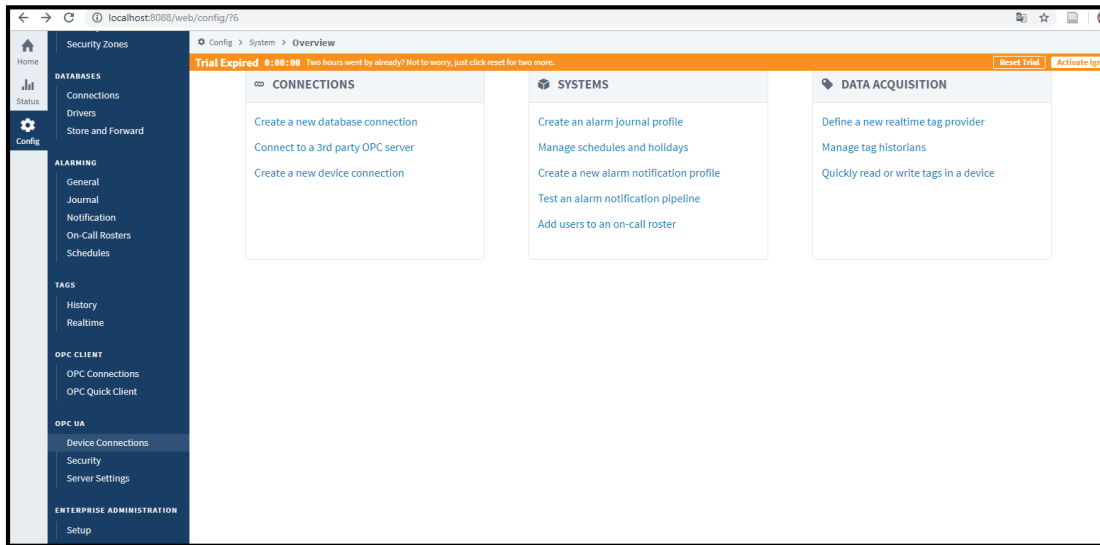 localhost:8088/web/config/?6
Home
Status
Config
Security Zones
DATABASES
Connections
Drivers
Store and Forward
ALARMING
General
Journal
Notification
On-Call Rosters
Schedules
TAGS
History
Realtime
OPC CLIENT
OPC Connections
OPC Quick Client
OPC UA
Device Connections
Security
Server Settings
ENTERPRISE ADMINISTRATION
Setup
Config > System > Overview
Trial Expired 0:00:00 Two hours went by already? Not to worry, just click reset for two more. Reset Trial Activate Ign
CONNECTIONS
Create a new database connection
Connect to a 3rd party OPC server
Create a new device connection
SYSTEMS
Create an alarm journal profile
Manage schedules and holidays
Create a new alarm notification profile
Test an alarm notification pipeline
Add users to an on-call roster
DATA ACQUISITION
Define a new realtime tag provider
Manage tag historians
Quickly read or write tags in a device